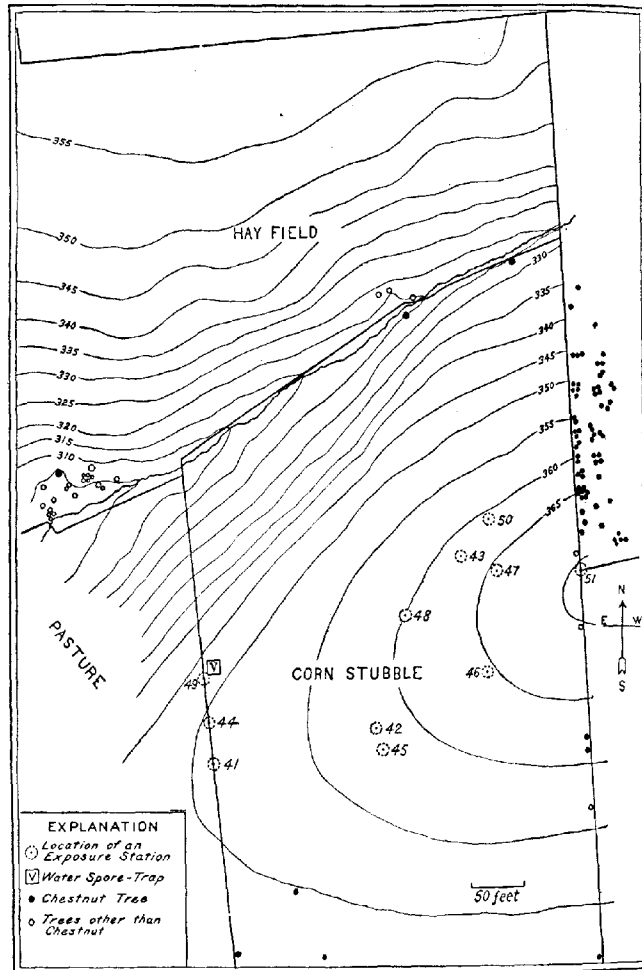 355
350
HAY FIELD
345
340
335
330
325
320
315
310
330
335
340
345
350
355
360
365
50
43
47
51
48
N
E W
S
PASTURE
CORN STUBBLE
V
49
46
44
42
45
41
EXPLANATION
Location of an
Exposure Station
V Water Spore-Trap
Chestnut Tree
Trees other than
Chestnut
50 feet